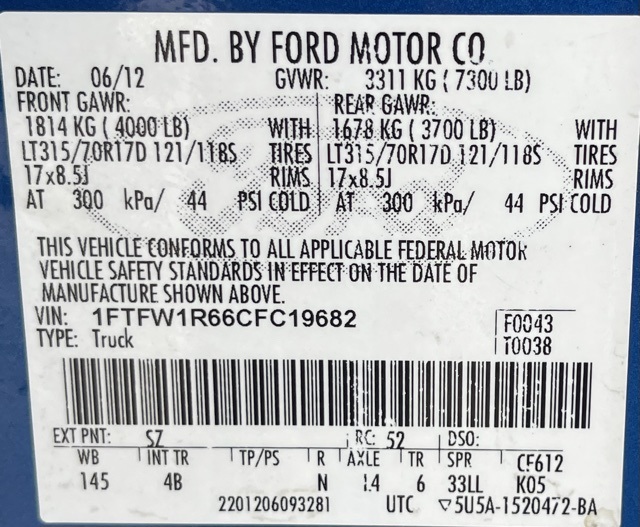 MFD. BY FORD MOTOR CO
DATE: 06/12 GVWR: 3311 KG ( 7300 LB)
FRONT GAWR: REAR GAWR:
1814 KG ( 4000 LB) WITH 1678 KG ( 3700 LB) WITH
LT315/70R17D 121/118S TIRES LT315/70R17D 121/118S TIRES
17x8.5J RIMS 17x8.5J RIMS
AT 300 kPa/ 44 PSI COLD AT 300 kPa/ 44 PSI COLD
THIS VEHICLE CONFORMS TO ALL APPLICABLE FEDERAL MOTOR
VEHICLE SAFETY STANDARDS IN EFFECT ON THE DATE OF
MANUFACTURE SHOWN ABOVE.
VIN: 1FTFW1R66CFC19682 F0043
TYPE: Truck T0038
EXT PNT: SZ RC: 52 DSO:
WB INT TR TP/PS R AXLE TR SPR CF612
145 4B N L4 6 33LL K05
2201206093281 UTC ▽5U5A-1520472-BA